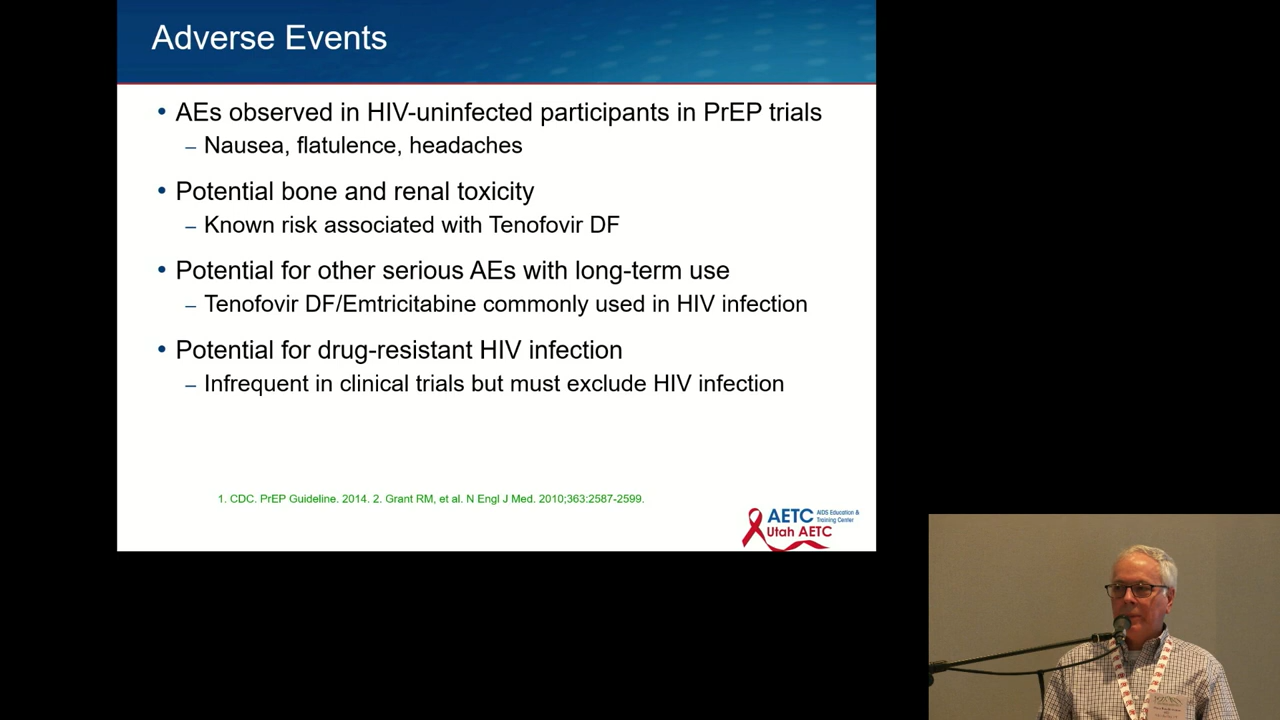 Adverse Events
• AEs observed in HIV-uninfected participants in PrEP trials
– Nausea, flatulence, headaches
• Potential bone and renal toxicity
– Known risk associated with Tenofovir DF
• Potential for other serious AEs with long-term use
– Tenofovir DF/Emtricitabine commonly used in HIV infection
• Potential for drug-resistant HIV infection
– Infrequent in clinical trials but must exclude HIV infection
1. CDC. PrEP Guideline. 2014. 2. Grant RM, et al. N Engl J Med. 2010;363:2587-2599.
AETC AIDS Education &
Training Center
Utah AETC